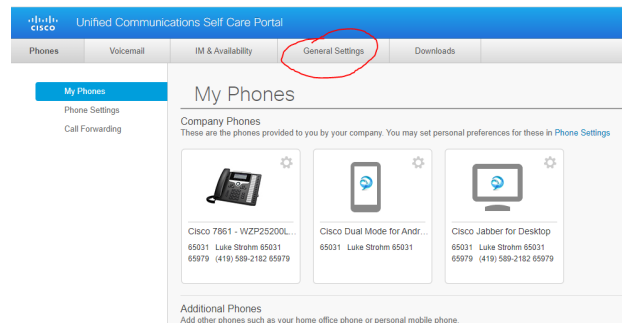 CISCO Unified Communications Self Care Portal
Phones Voicemail IM & Availability General Settings Downloads
My Phones
Phone Settings
Call Forwarding
My Phones
Company Phones
These are the phones provided to you by your company. You may set personal preferences for these in Phone Settings
Cisco 7861 - WZP25200L...
65031 Luke Strohm 65031
65979 (419) 589-2182 65979
Cisco Dual Mode for Andr...
65031 Luke Strohm 65031
Cisco Jabber for Desktop
65031 Luke Strohm 65031
65979 (419) 589-2182 65979
Additional Phones
Add other phones such as your home office phone or personal mobile phone.